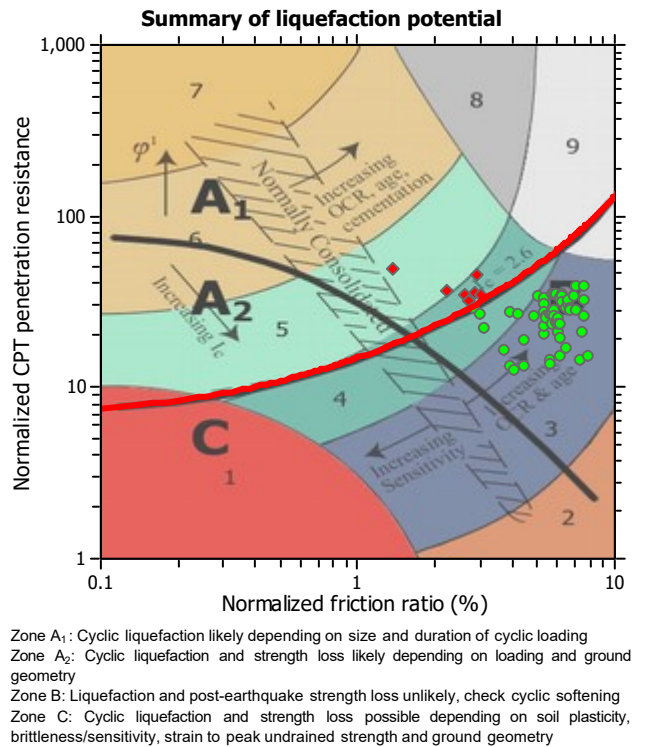 Summary of liquefaction potential
1,000
100
10
1
0.1
1
10
Normalized CPT penetration resistance
Normalized friction ratio (%)
7
8
9
φ'
A1
6
A2
5
4
C
1
3
2
Increasing
OCR, age,
cementation
Normally Consolidated
Increasing Ic
= 2.6
Increasing
OCR & age
Increasing
Sensitivity
Zone A1: Cyclic liquefaction likely depending on size and duration of cyclic loading
Zone A2: Cyclic liquefaction and strength loss likely depending on loading and ground
geometry
Zone B: Liquefaction and post-earthquake strength loss unlikely, check cyclic softening
Zone C: Cyclic liquefaction and strength loss possible depending on soil plasticity,
brittleness/sensitivity, strain to peak undrained strength and ground geometry